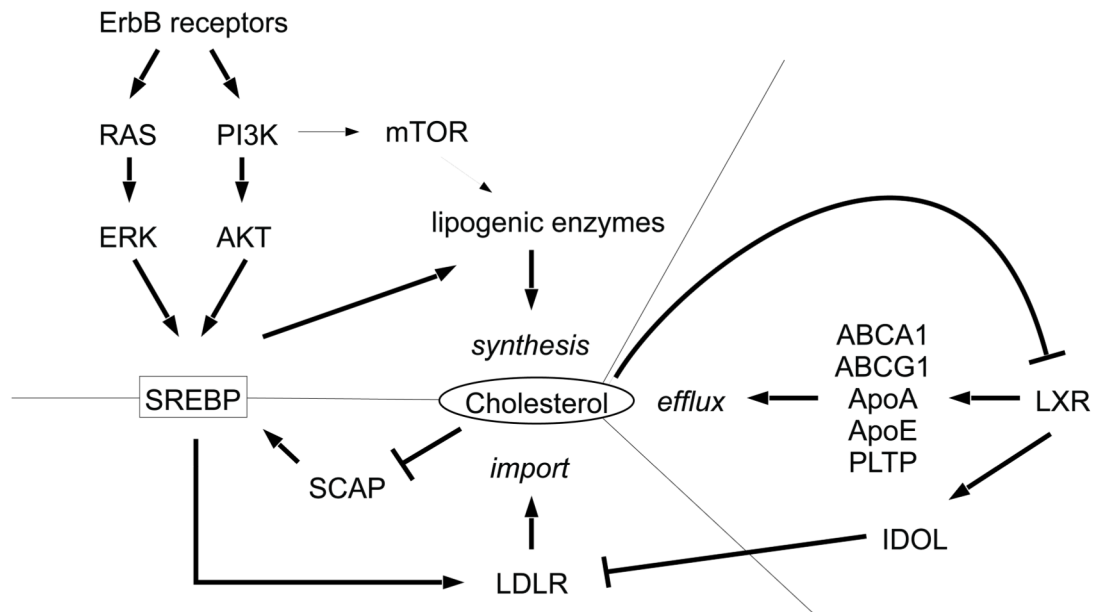 ErbB receptors
RAS
PI3K
mTOR
ERK
AKT
lipogenic enzymes
synthesis
SREBP
Cholesterol
efflux
ABCA1
ABCG1
ApoA
ApoE
PLTP
LXR
import
SCAP
IDOL
LDLR